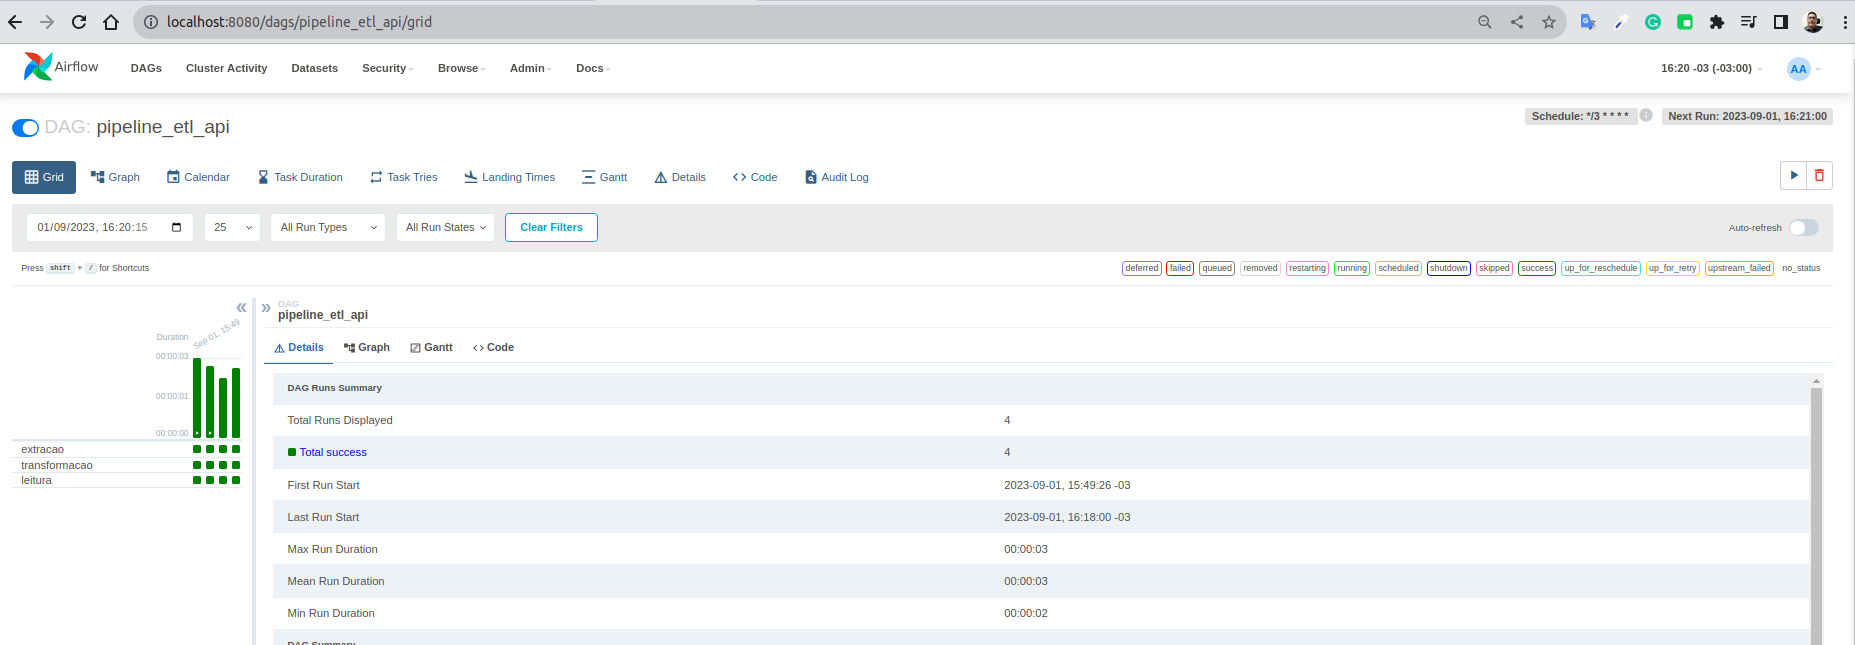 localhost:8080/dags/pipeline_etl_api/grid
Airflow DAGs Cluster Activity Datasets Security Browse Admin Docs 16:20 -03 (-03:00) AA
Schedule: */3 * * * * Next Run: 2023-09-01, 16:21:00
DAG: pipeline_etl_api
Grid Graph Calendar Task Duration Task Tries Landing Times Gantt Details Code Audit Log
01/09/2023, 16:20:15 25 All Run Types All Run States Clear Filters Auto-refresh
Press shift + / for Shortcuts deferred failed queued removed restarting running scheduled shutdown skipped success up_for_reschedule up_for_retry upstream_failed no_status
DAG
pipeline_etl_api
Sep 01, 15:49
Duration
00:00:03
00:00:01
00:00:00
extracao
transformacao
leitura
Details Graph Gantt Code
DAG Runs Summary
Total Runs Displayed 4
Total success 4
First Run Start 2023-09-01, 15:49:26 -03
Last Run Start 2023-09-01, 16:18:00 -03
Max Run Duration 00:00:03
Mean Run Duration 00:00:03
Min Run Duration 00:00:02
DAG Summary